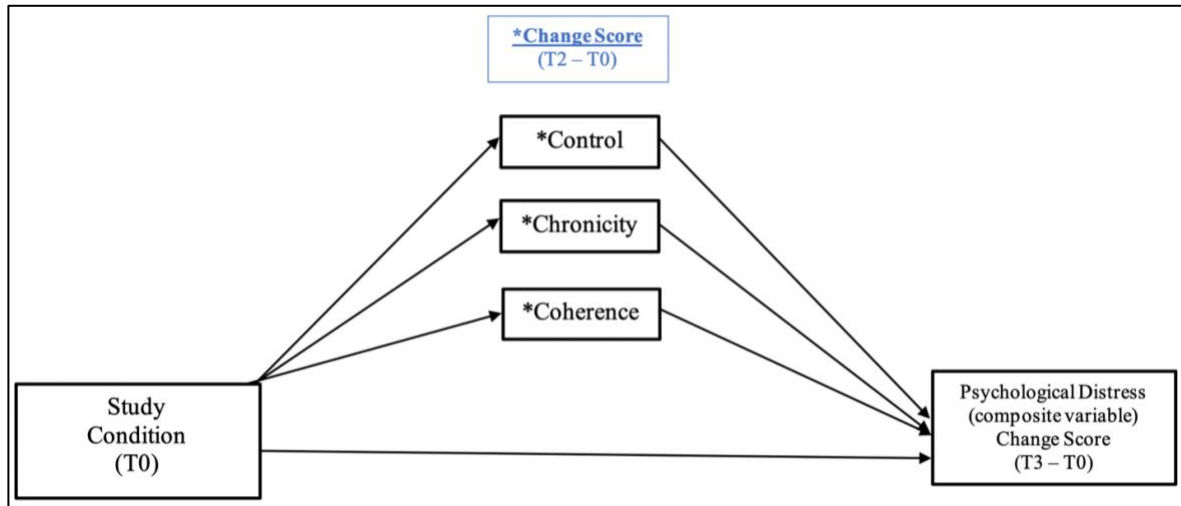 *Change Score
(T2 – T0)
*Control
*Chronicity
*Coherence
Study
Condition
(T0)
Psychological Distress
(composite variable)
Change Score
(T3 – T0)